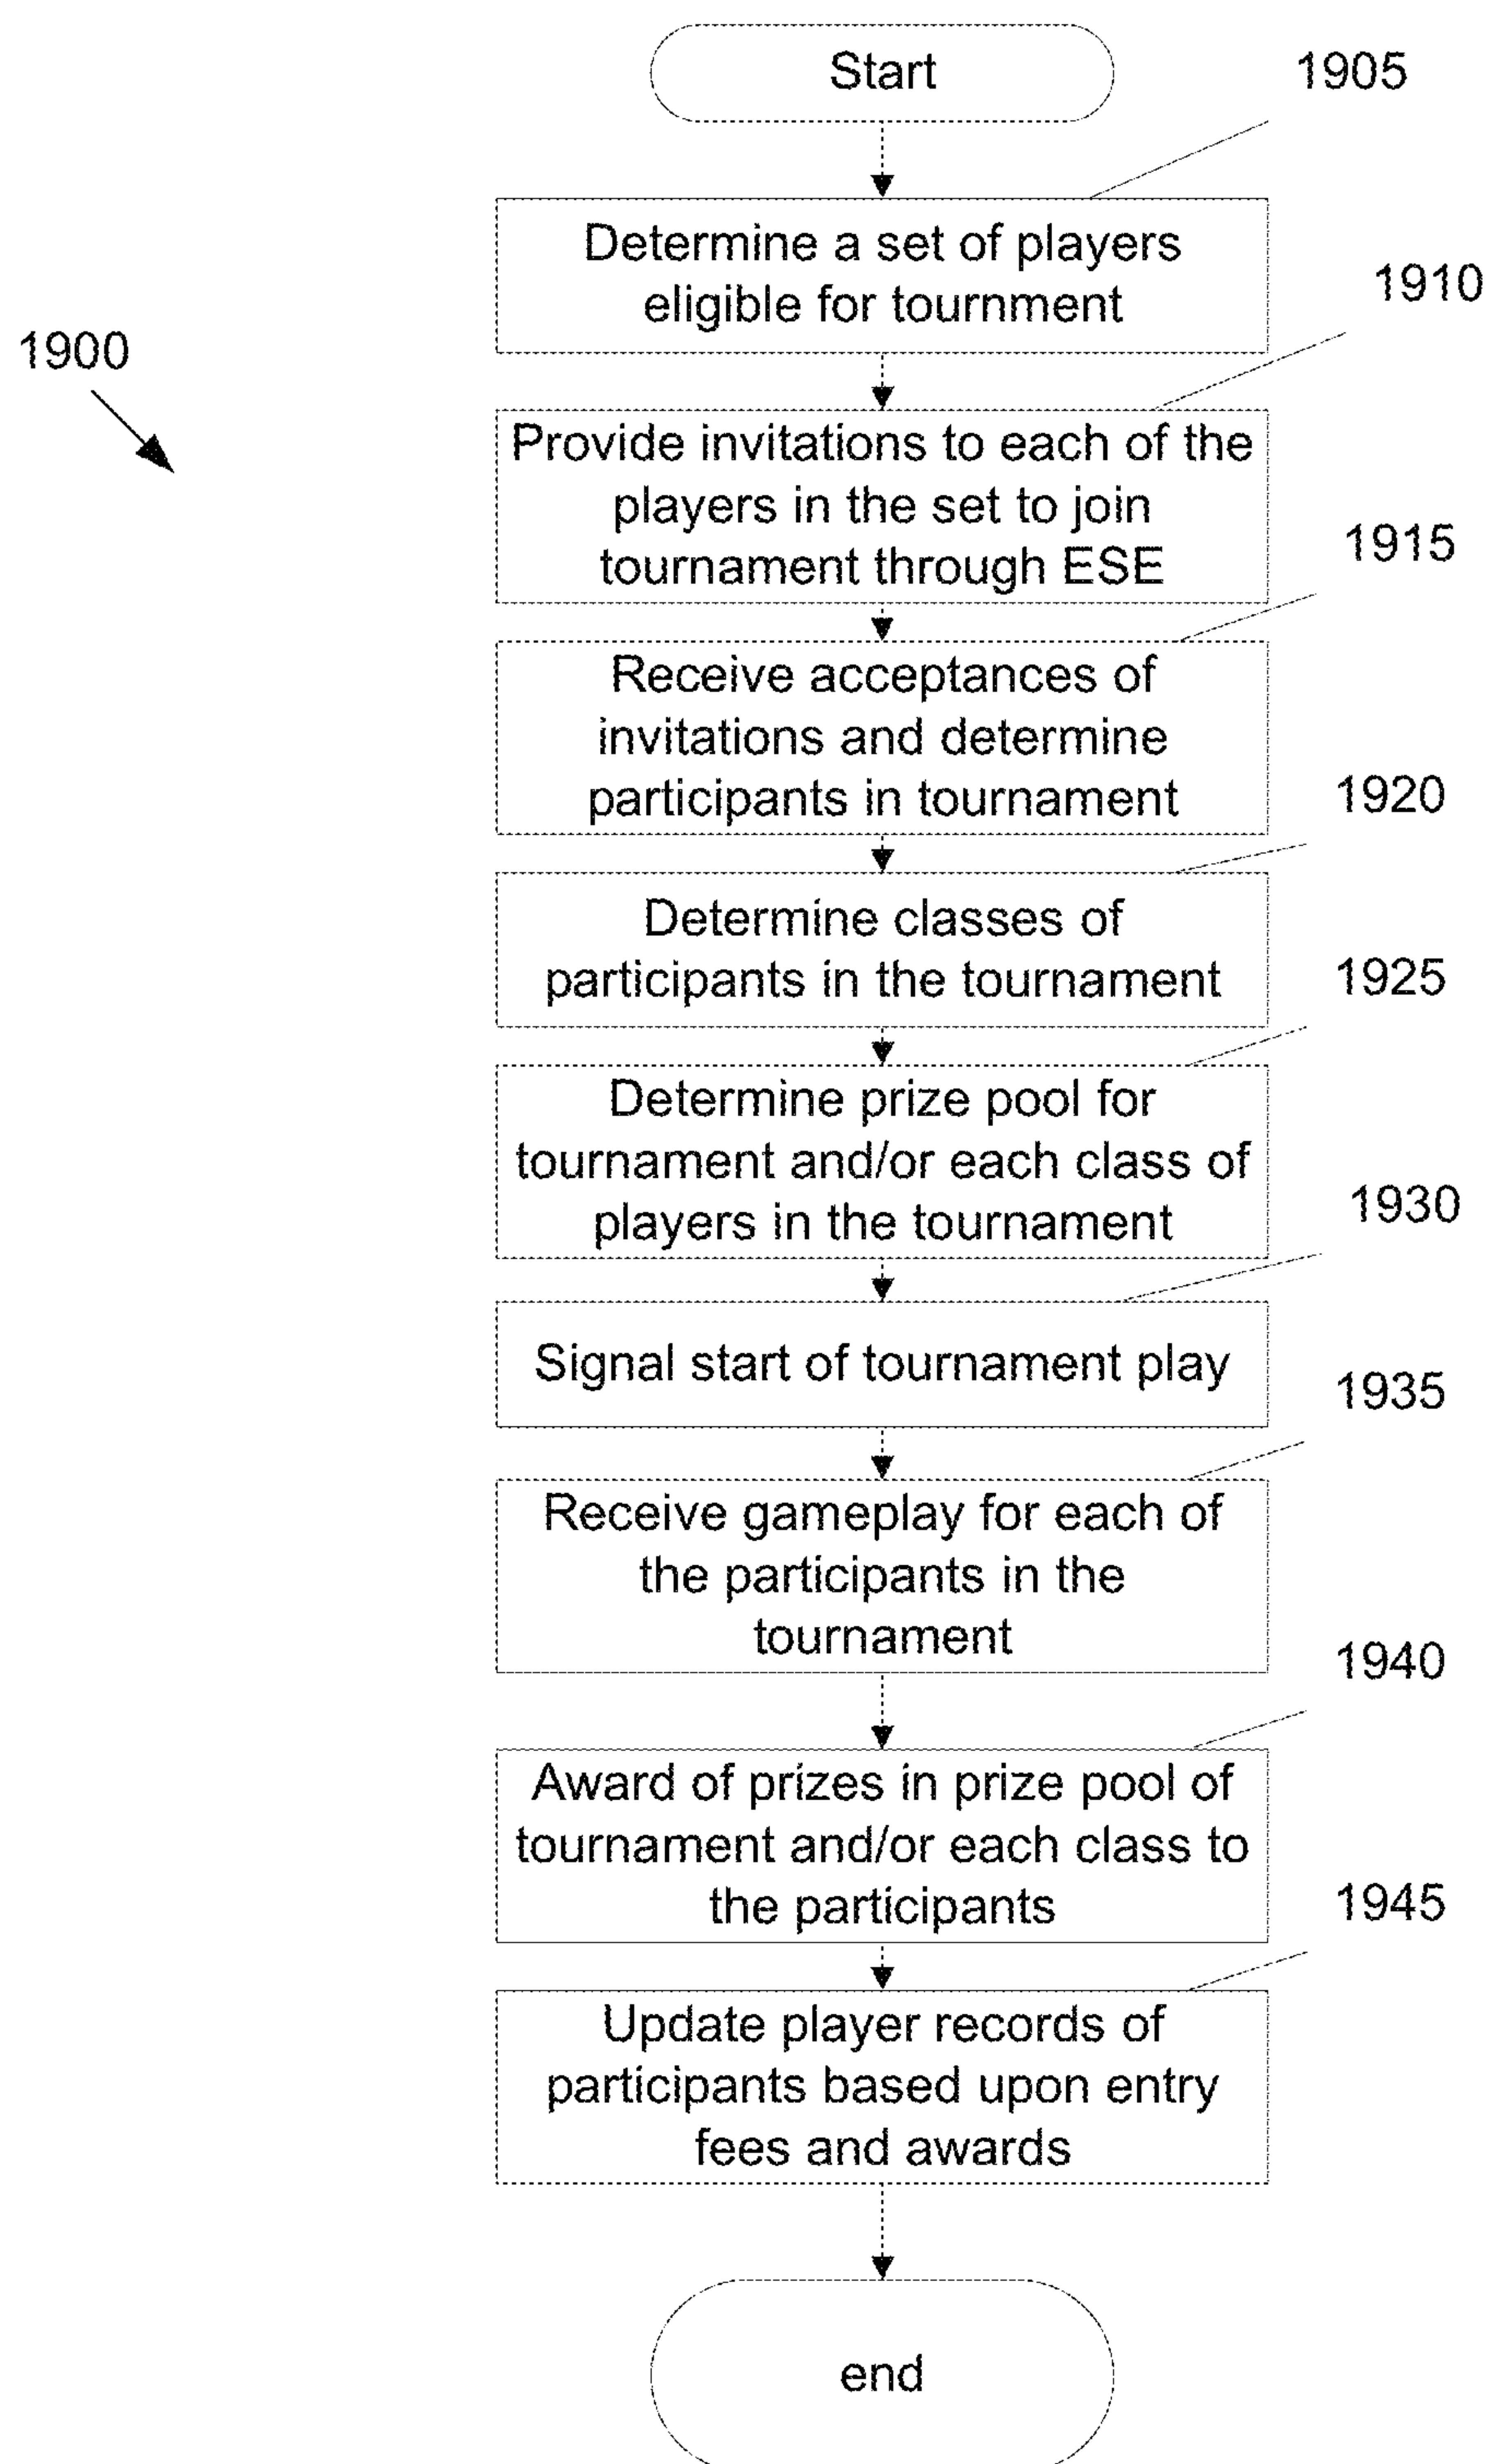 Start
1905
Determine a set of players
eligible for tournment
1910
1900
Provide invitations to each of the
players in the set to join
tournament through ESE
1915
Receive acceptances of
invitations and determine
participants in tournament
1920
Determine classes of
participants in the tournament
1925
Determine prize pool for
tournament and/or each class of
players in the tournament
1930
Signal start of tournament play
1935
Receive gameplay for each of
the participants in the
tournament
1940
Award of prizes in prize pool of
tournament and/or each class to
the participants
1945
Update player records of
participants based upon entry
fees and awards
end